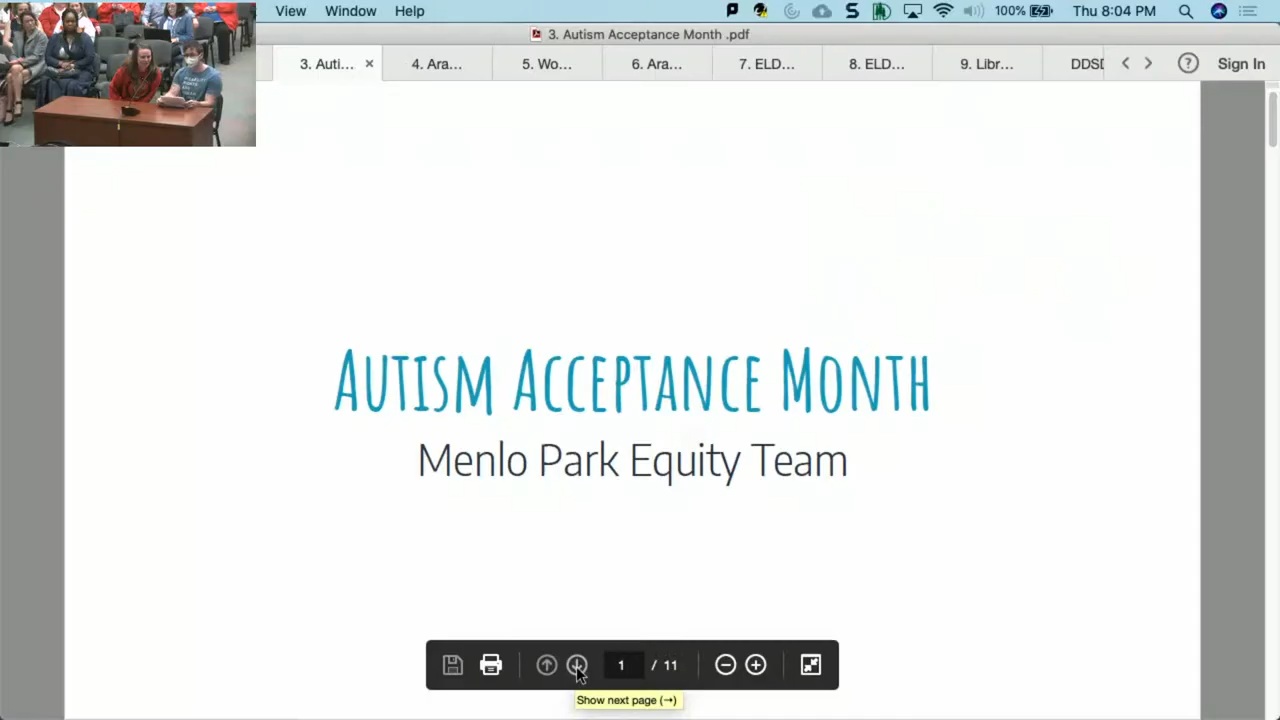 View Window Help 100% Thu 8:04 PM
3. Autism Acceptance Month .pdf
3. Auti... × 4. Ara... 5. Wo... 6. Ara... 7. ELD... 8. ELD... 9. Libr... DDSD ? Sign In
Autism Acceptance Month
Menlo Park Equity Team
1 / 11
Show next page (→)